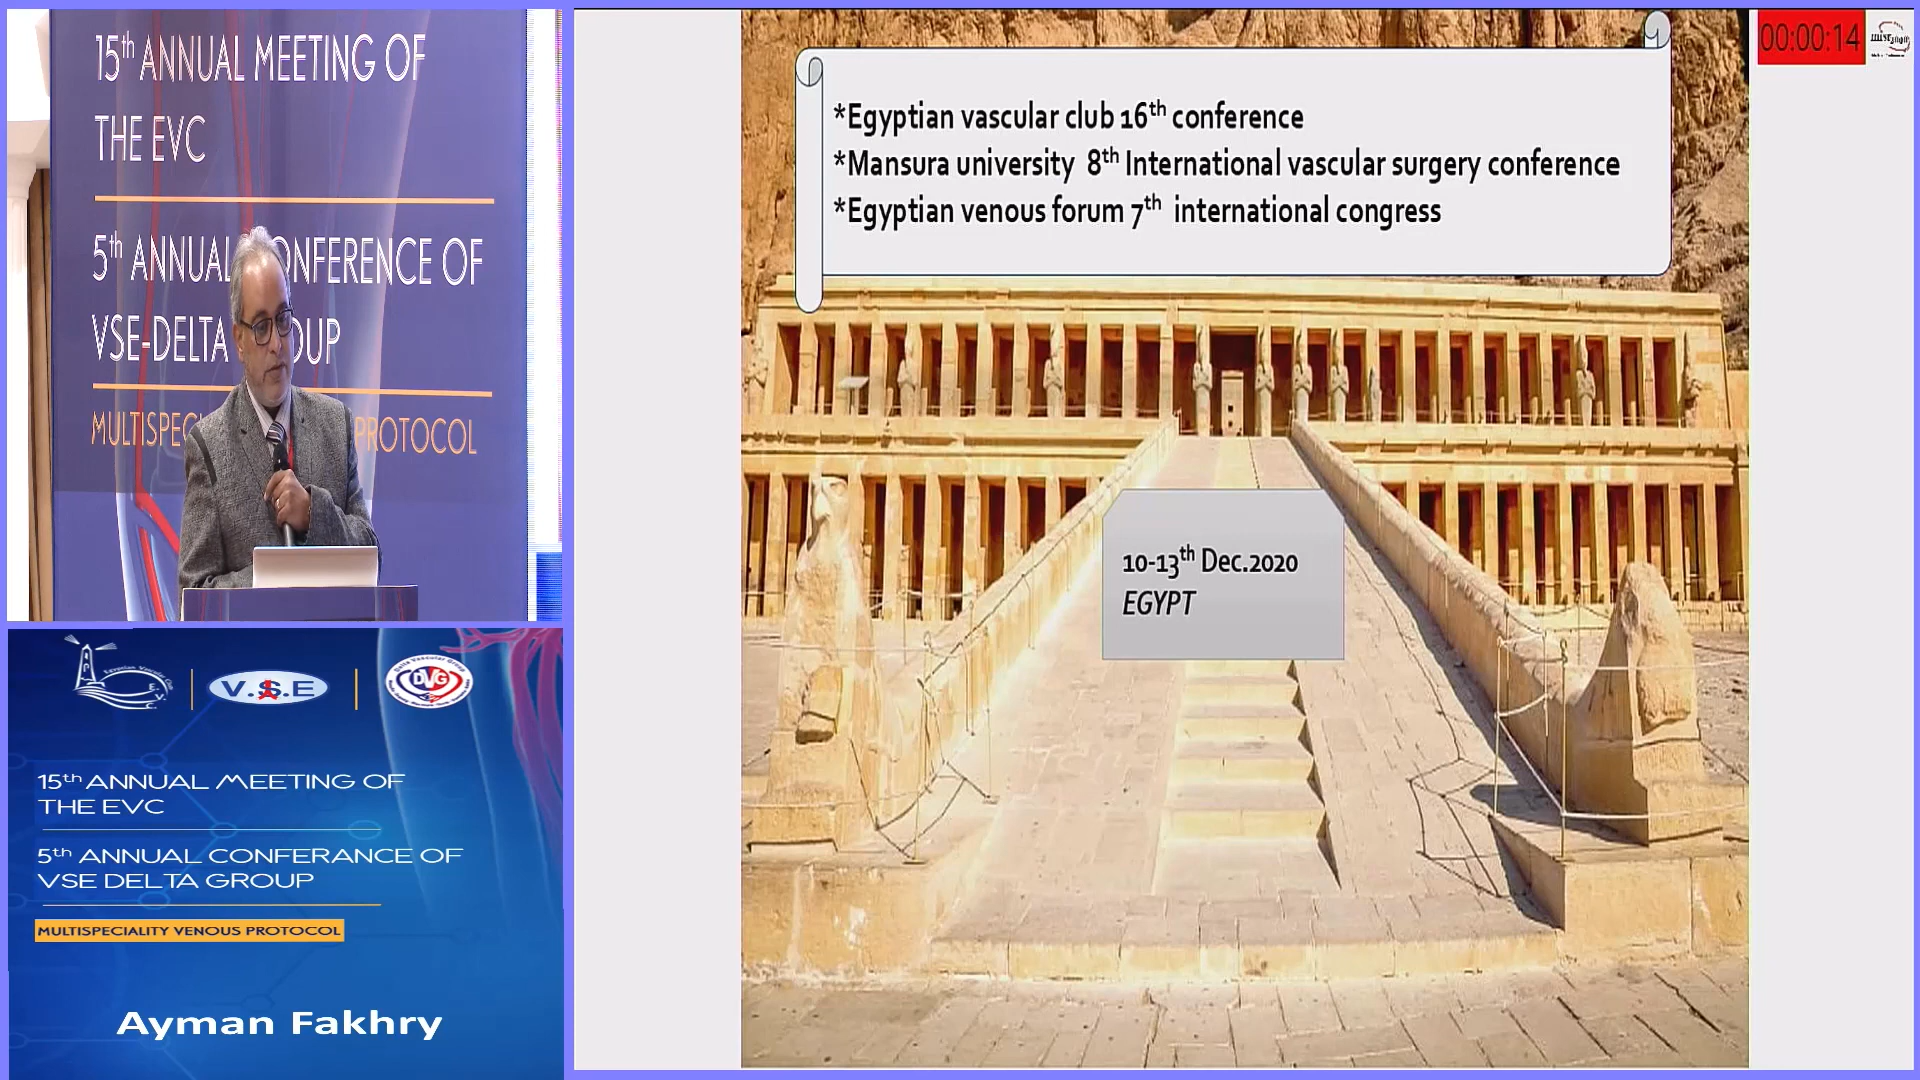 15th ANNUAL MEETING OF
THE EVC
5th ANNUAL CONFERENCE OF
VSE-DELTA OUP
MULTISPEC PROTOCOL
E.V.C.
V.S.E
DVG
15th ANNUAL MEETING OF
THE EVC
5th ANNUAL CONFERANCE OF
VSE DELTA GROUP
MULTISPECIALITY VENOUS PROTOCOL
Ayman Fakhry
*Egyptian vascular club 16th conference
*Mansura university 8th International vascular surgery conference
*Egyptian venous forum 7th international congress
10-13th Dec.2020
EGYPT
00:00:14